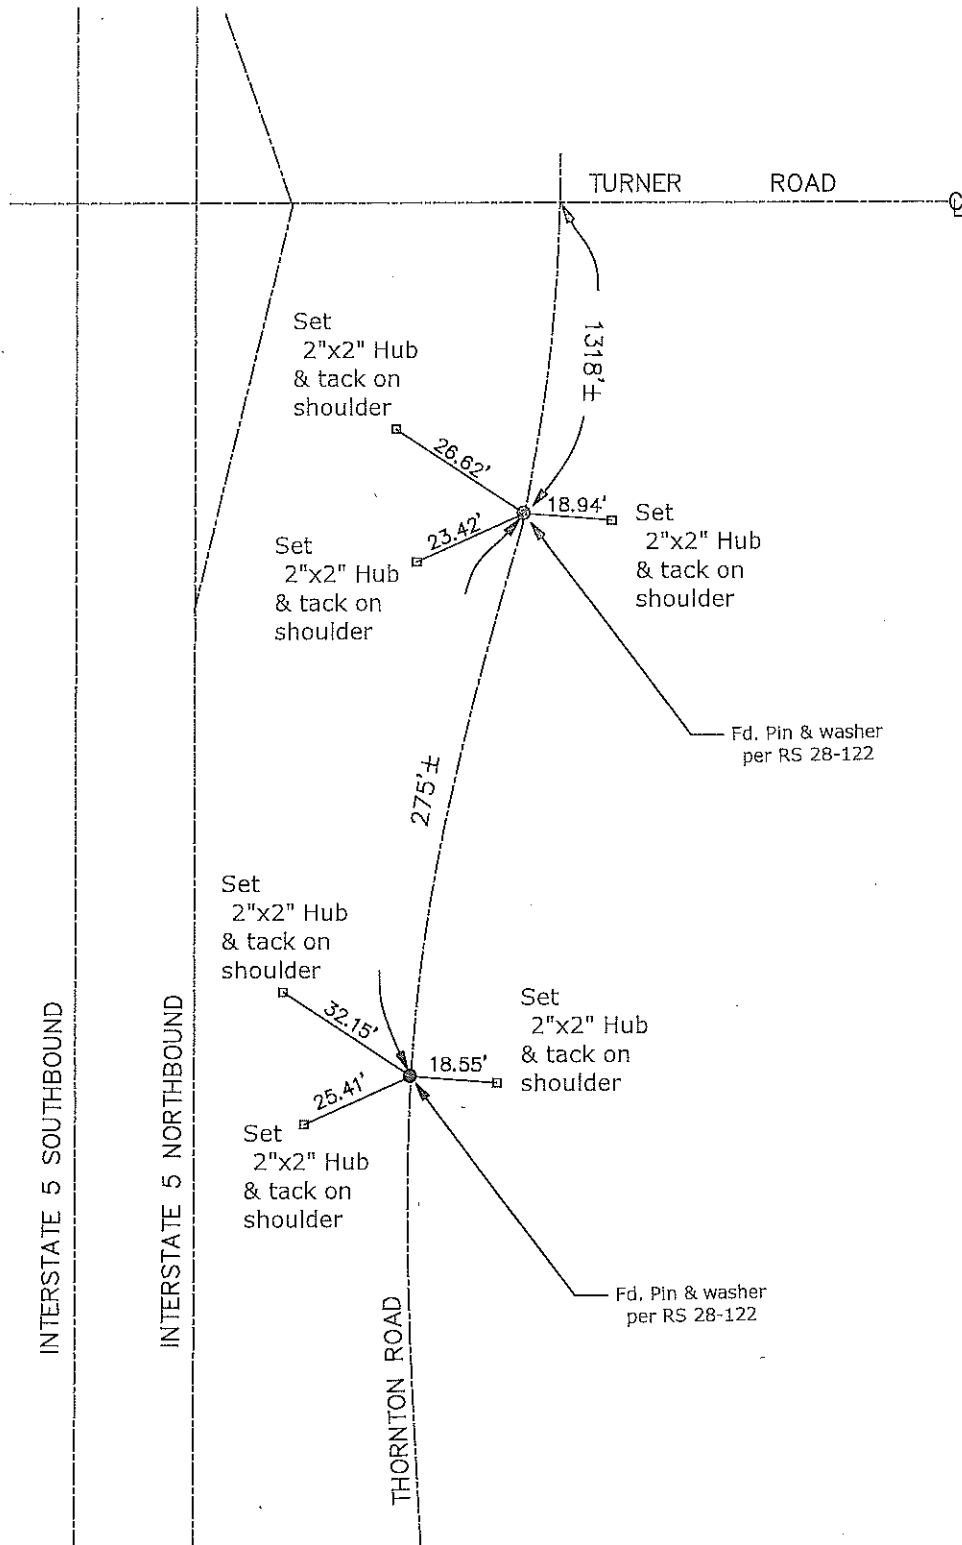 TURNER ROAD
℄
1318'±
Set
2"x2" Hub
& tack on
shoulder
26.62'
18.94'
Set
2"x2" Hub
& tack on
shoulder
23.42'
Set
2"x2" Hub
& tack on
shoulder
Fd. Pin & washer
per RS 28-122
275'±
Set
2"x2" Hub
& tack on
shoulder
32.15'
18.55'
Set
2"x2" Hub
& tack on
shoulder
25.41'
Set
2"x2" Hub
& tack on
shoulder
Fd. Pin & washer
per RS 28-122
INTERSTATE 5 SOUTHBOUND
INTERSTATE 5 NORTHBOUND
THORNTON ROAD